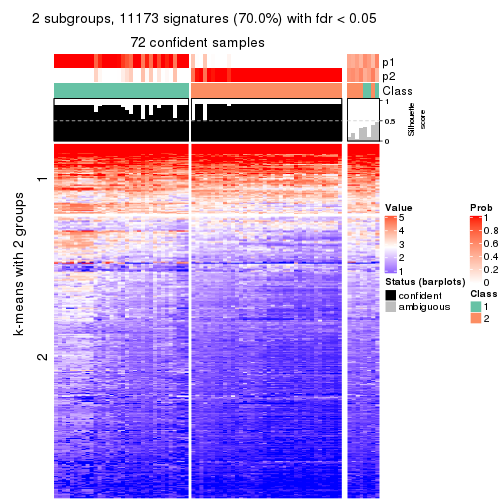 2 subgroups, 11173 signatures (70.0%) with fdr < 0.05
72 confident samples
p1
p2
Class
1
0.5
0
Silhouette
score
k-means with 2 groups
1
2
Value
5
4
3
2
1
Status (barplots)
confident
ambiguous
Prob
1
0.8
0.6
0.4
0.2
0
Class
1
2